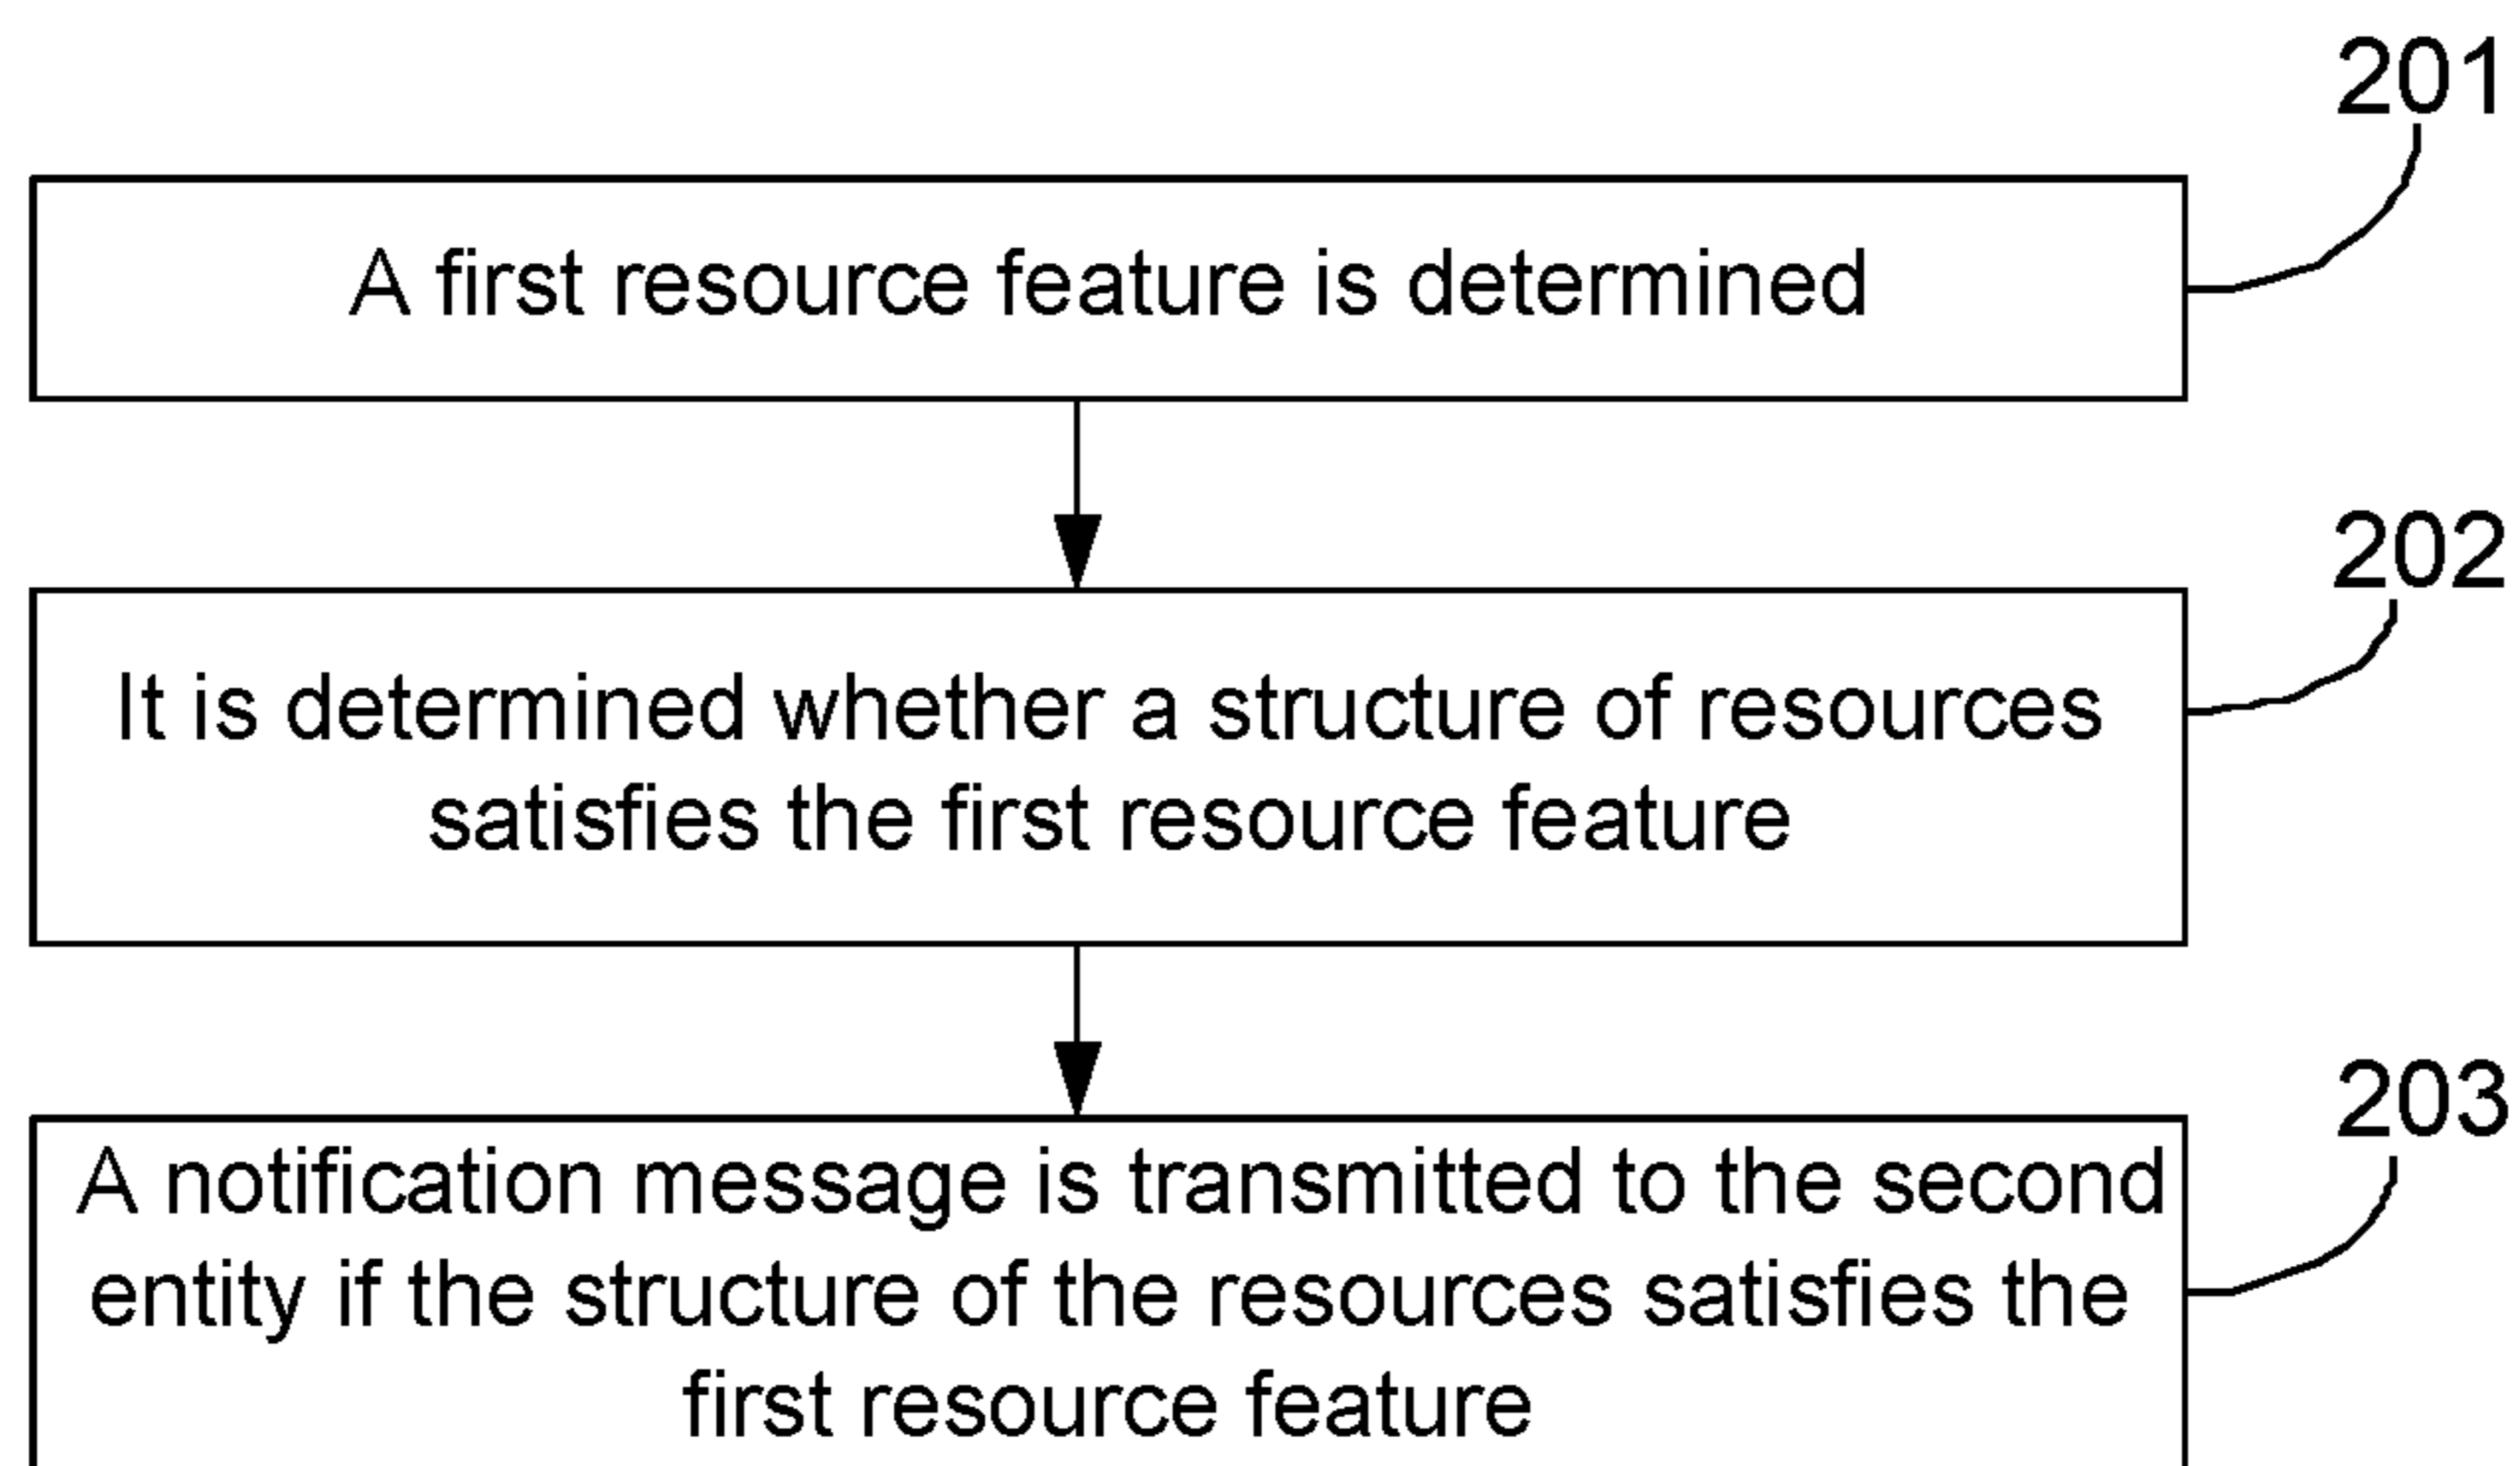 201
A first resource feature is determined
202
It is determined whether a structure of resources
satisfies the first resource feature
203
A notification message is transmitted to the second
entity if the structure of the resources satisfies the
first resource feature